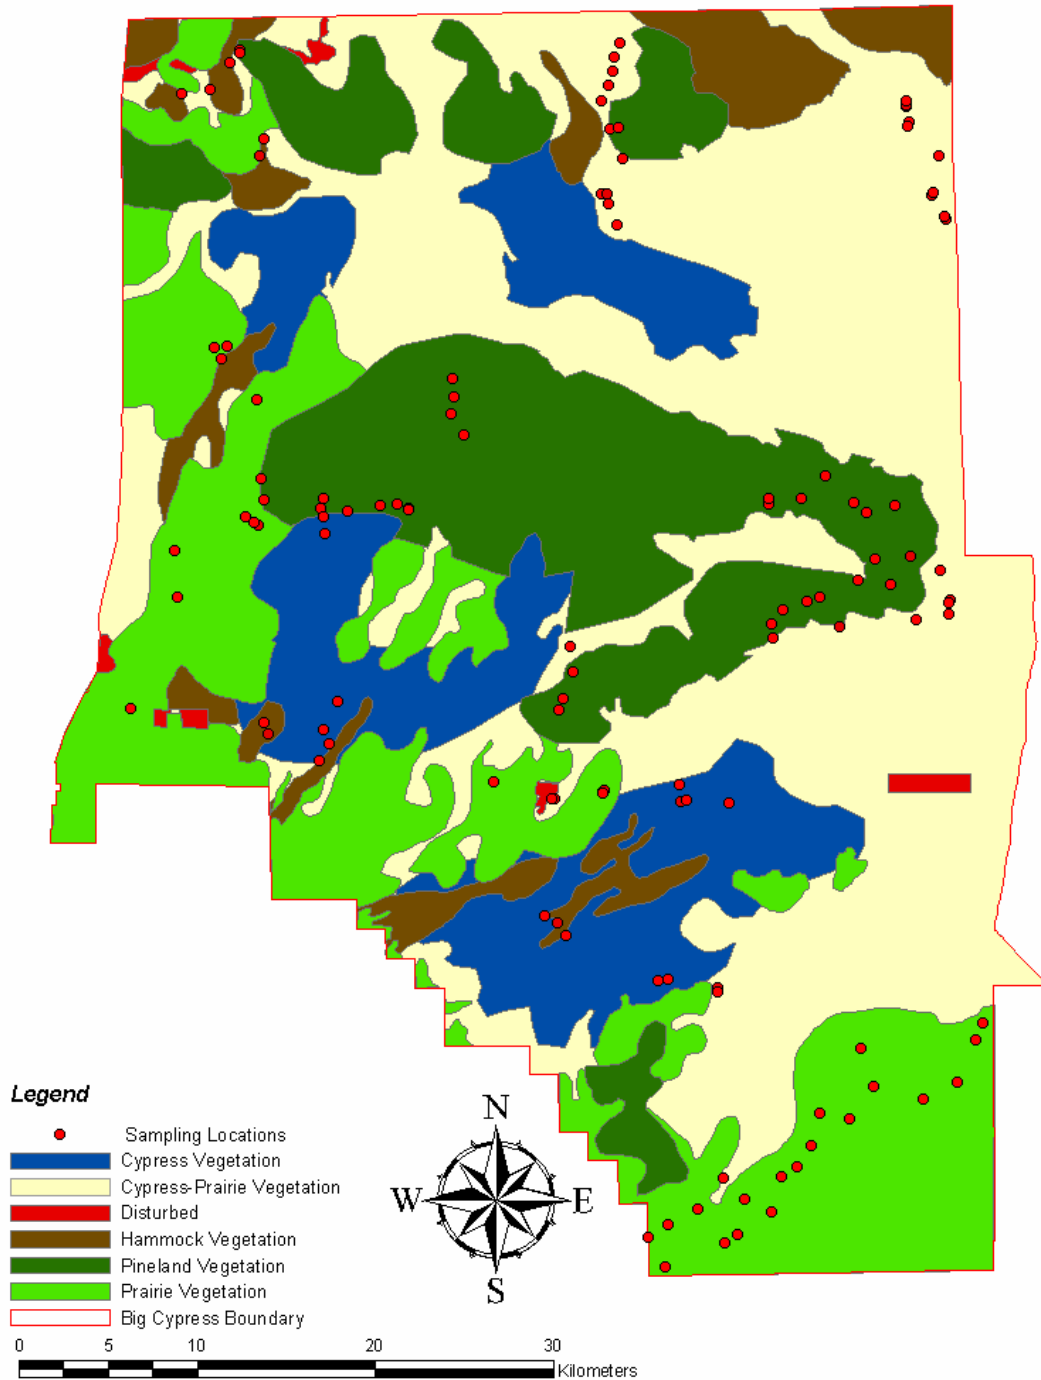 Legend
Sampling Locations
Cypress Vegetation
Cypress-Prairie Vegetation
Disturbed
Hammock Vegetation
Pineland Vegetation
Prairie Vegetation
Big Cypress Boundary
N
W E
S
0 5 10 20 30
Kilometers